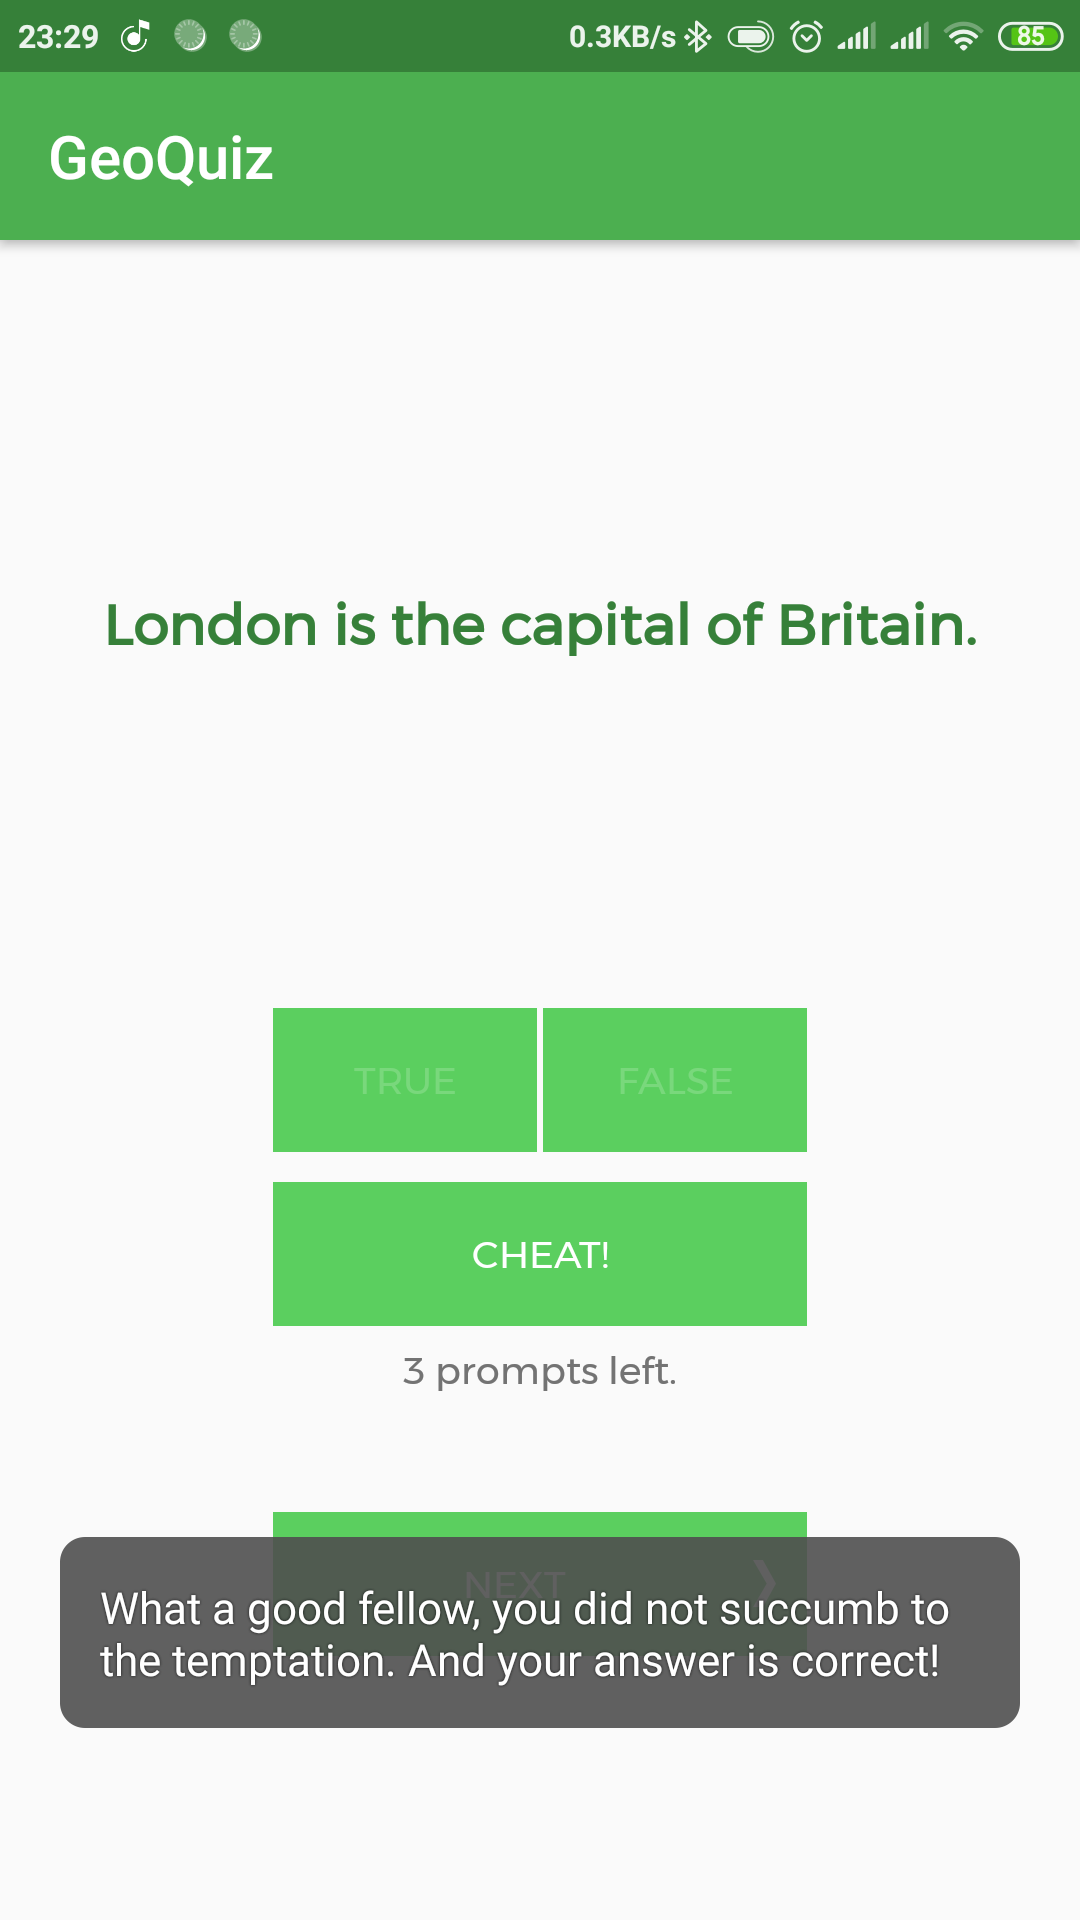 23:29 0.3KB/s 85
GeoQuiz
London is the capital of Britain.
TRUE FALSE
CHEAT!
3 prompts left.
NEXT
What a good fellow, you did not succumb to
the temptation. And your answer is correct!